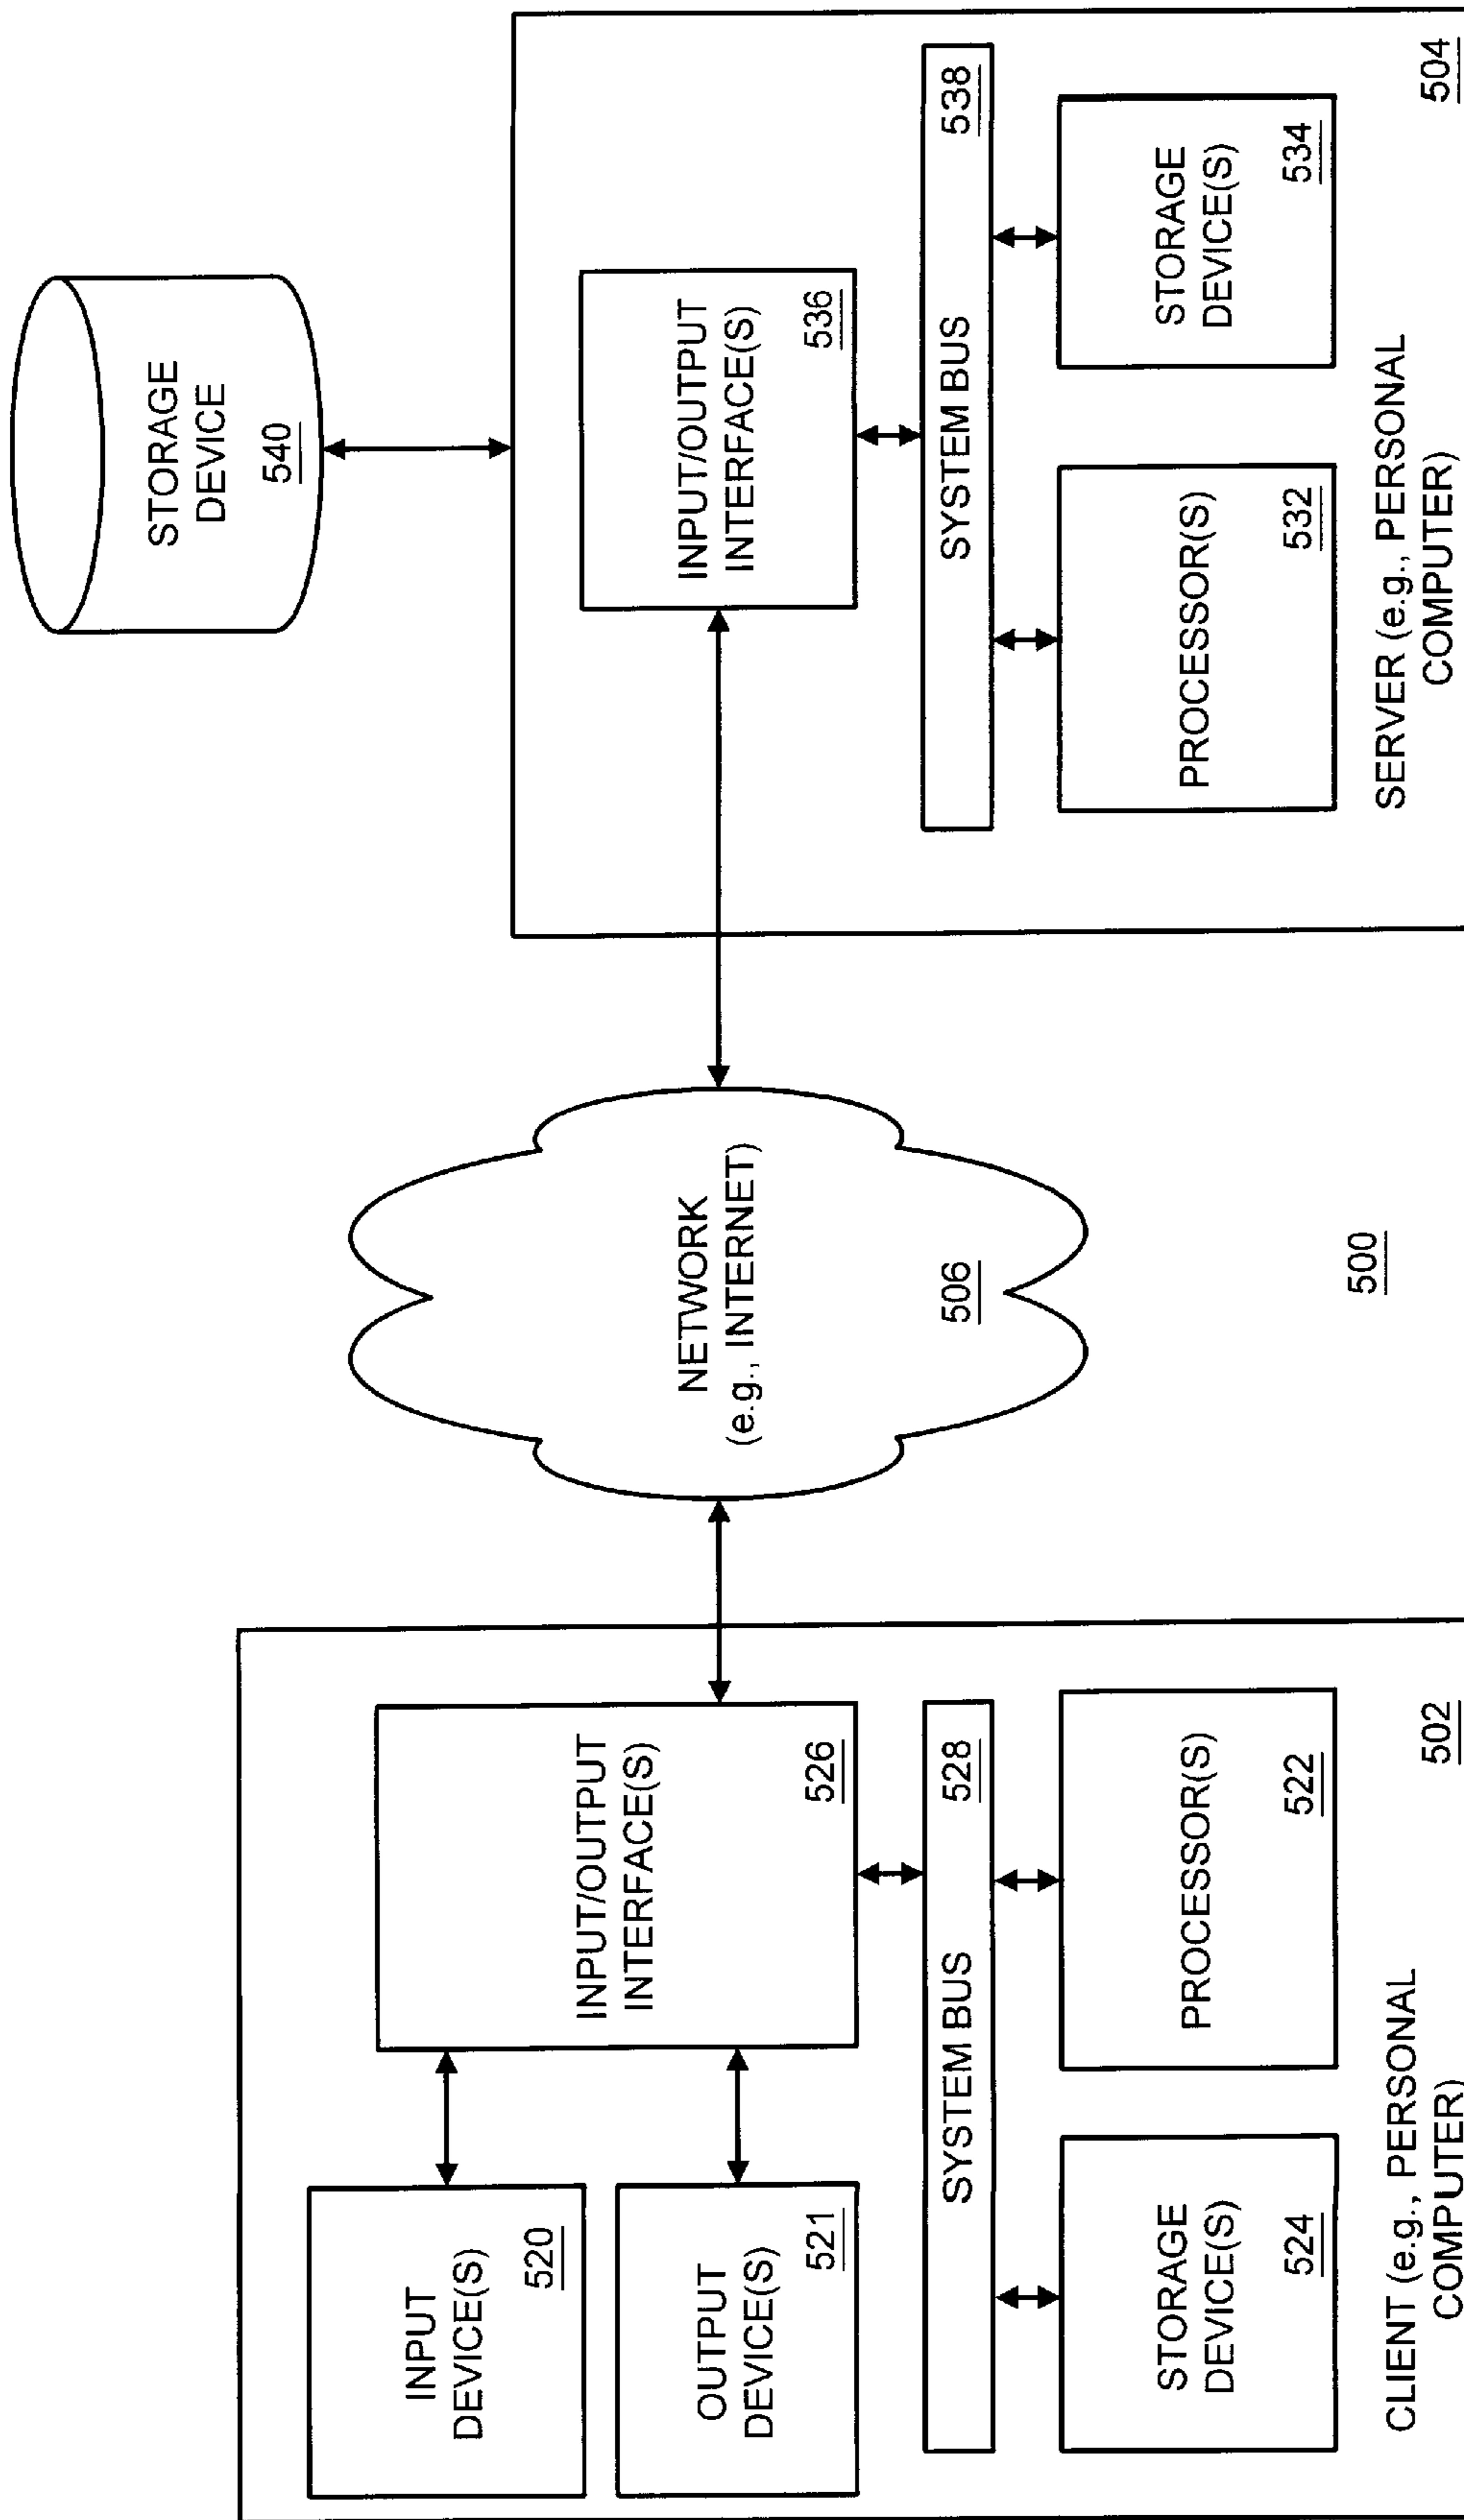 INPUT
DEVICE(S)
520
OUTPUT
DEVICE(S)
521
INPUT/OUTPUT
INTERFACE(S)
526
SYSTEM BUS
528
STORAGE
DEVICE(S)
524
PROCESSOR(S)
522
CLIENT (e.g., PERSONAL
COMPUTER)
502
NETWORK
(e.g., INTERNET)
506
500
STORAGE
DEVICE
540
INPUT/OUTPUT
INTERFACE(S)
536
SYSTEM BUS
538
PROCESSOR(S)
532
STORAGE
DEVICE(S)
534
SERVER (e.g., PERSONAL
COMPUTER)
504